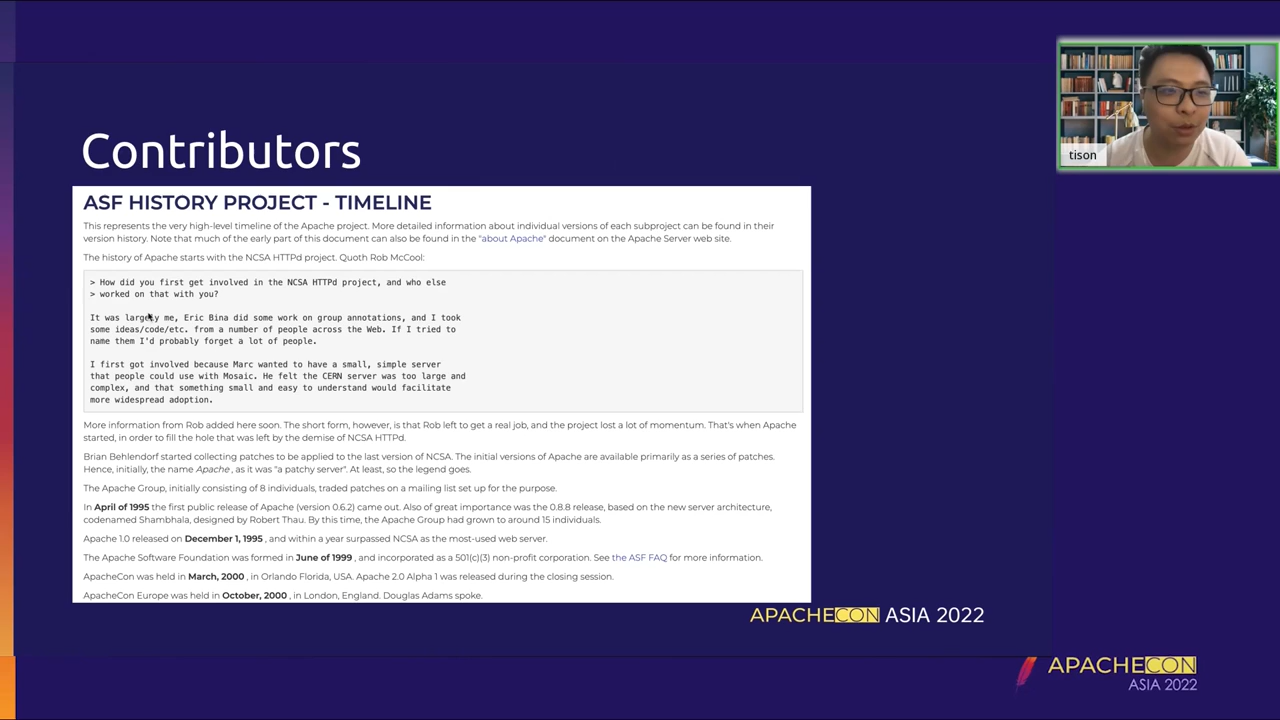 Contributors
tison
ASF HISTORY PROJECT - TIMELINE
This represents the very high-level timeline of the Apache project. More detailed information about individual versions of each subproject can be found in their
version history. Note that much of the early part of this document can also be found in the "about Apache" document on the Apache Server web site.
The history of Apache starts with the NCSA HTTPd project. Quoth Rob McCool:
> How did you first get involved in the NCSA HTTPd project, and who else
> worked on that with you?
It was largely me, Eric Bina did some work on group annotations, and I took
some ideas/code/etc. from a number of people across the Web. If I tried to
name them I'd probably forget a lot of people.
I first got involved because Marc wanted to have a small, simple server
that people could use with Mosaic. He felt the CERN server was too large and
complex, and that something small and easy to understand would facilitate
more widespread adoption.
More information from Rob added here soon. The short form, however, is that Rob left to get a real job, and the project lost a lot of momentum. That's when Apache
started, in order to fill the hole that was left by the demise of NCSA HTTPd.
Brian Behlendorf started collecting patches to be applied to the last version of NCSA. The initial versions of Apache are available primarily as a series of patches.
Hence, initially, the name Apache , as it was "a patchy server". At least, so the legend goes.
The Apache Group, initially consisting of 8 individuals, traded patches on a mailing list set up for the purpose.
In April of 1995 the first public release of Apache (version 0.6.2) came out. Also of great importance was the 0.8.8 release, based on the new server architecture,
codenamed Shambhala, designed by Robert Thau. By this time, the Apache Group had grown to around 15 individuals.
Apache 1.0 released on December 1, 1995 , and within a year surpassed NCSA as the most-used web server.
The Apache Software Foundation was formed in June of 1999 , and incorporated as a 501(c)(3) non-profit corporation. See the ASF FAQ for more information.
ApacheCon was held in March, 2000 , in Orlando Florida, USA. Apache 2.0 Alpha 1 was released during the closing session.
ApacheCon Europe was held in October, 2000 , in London, England. Douglas Adams spoke.
APACHECON ASIA 2022
APACHECON
ASIA 2022